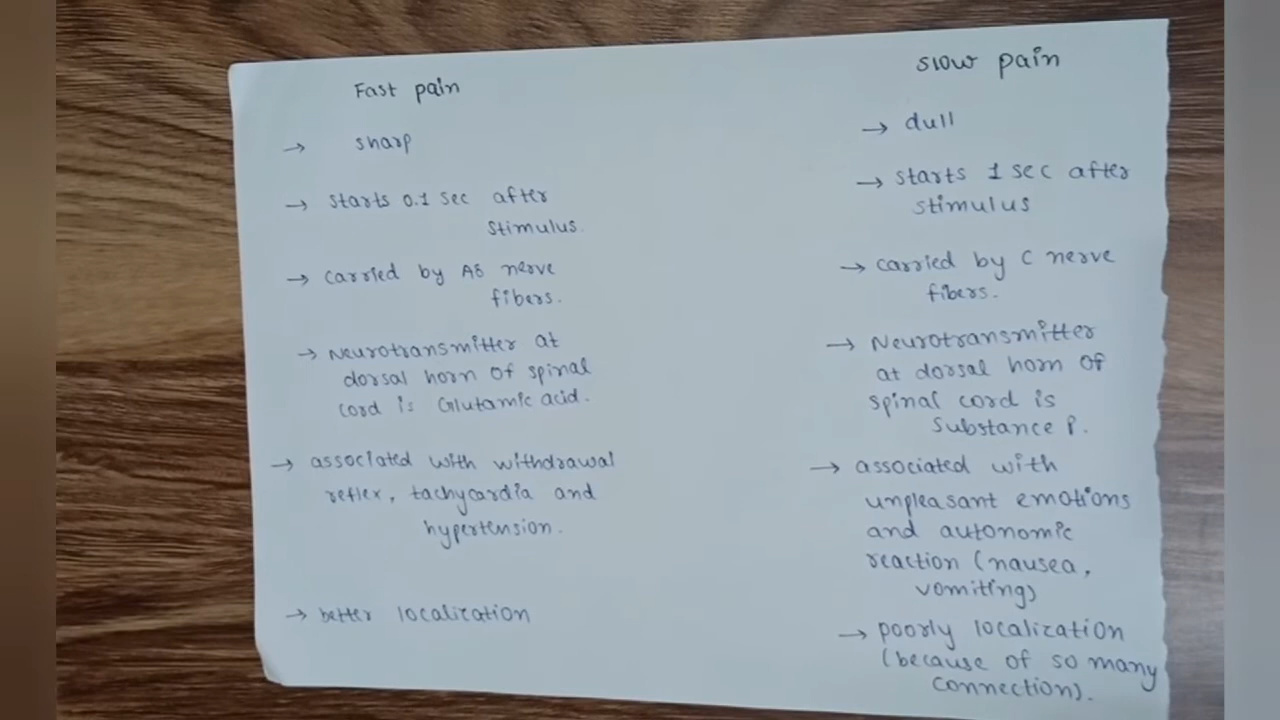 Fast pain
→ sharp
→ starts 0.1 sec after
stimulus.
→ carried by Aδ nerve
fibers.
→ Neurotransmitter at
dorsal horn of spinal
cord is Glutamic acid.
→ associated with withdrawal
reflex, tachycardia and
hypertension.
→ better localization
slow pain
→ dull
→ starts 1 sec after
stimulus
→ carried by C nerve
fibers.
→ Neurotransmitter
at dorsal horn of
spinal cord is
Substance P.
→ associated with
unpleasant emotions
and autonomic
reaction (nausea,
vomiting)
→ poorly localization
(because of so many
connection).